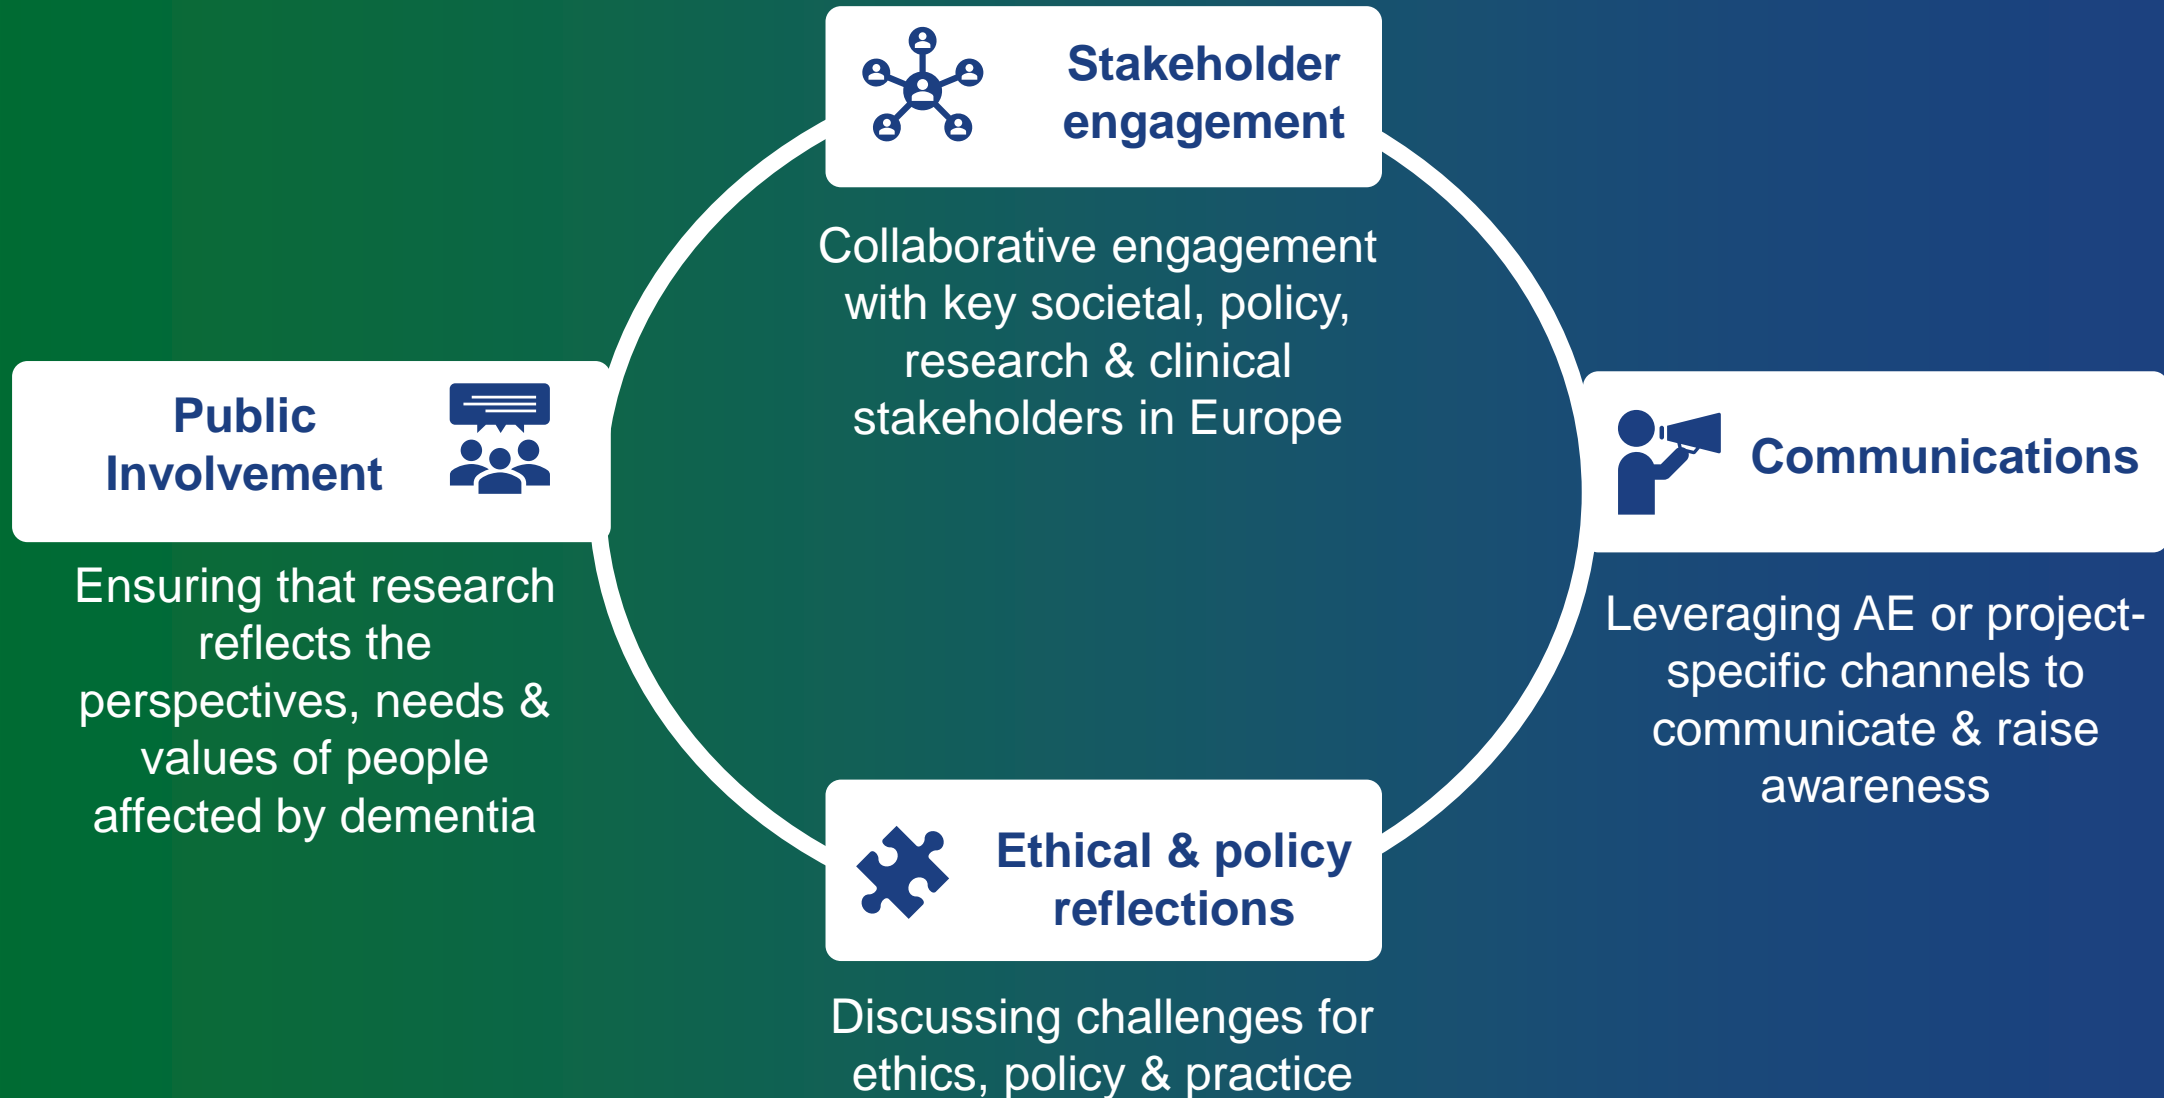 Stakeholder
engagement
Collaborative engagement
with key societal, policy,
research & clinical
stakeholders in Europe
Public
Involvement
Ensuring that research
reflects the
perspectives, needs &
values of people
affected by dementia
Communications
Leveraging AE or project-
specific channels to
communicate & raise
awareness
Ethical & policy
reflections
Discussing challenges for
ethics, policy & practice